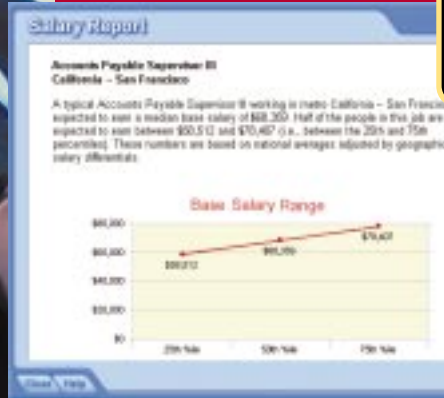 Salary Report
Accounts Payable Supervisor III
California – San Francisco
A typical Accounts Payable Supervisor III working in metro California – San Francisc
expected to earn a median base salary of Half of the people in this job are
expected to earn between and (i.e., between the 25th and 75th
percentiles). These numbers are based on national averages adjusted by geographic
salary differentials.
Base Salary Range
$80,000
$60,000
$40,000
$20,000
$0
25th %ile 50th %ile 75th %ile
Close Help